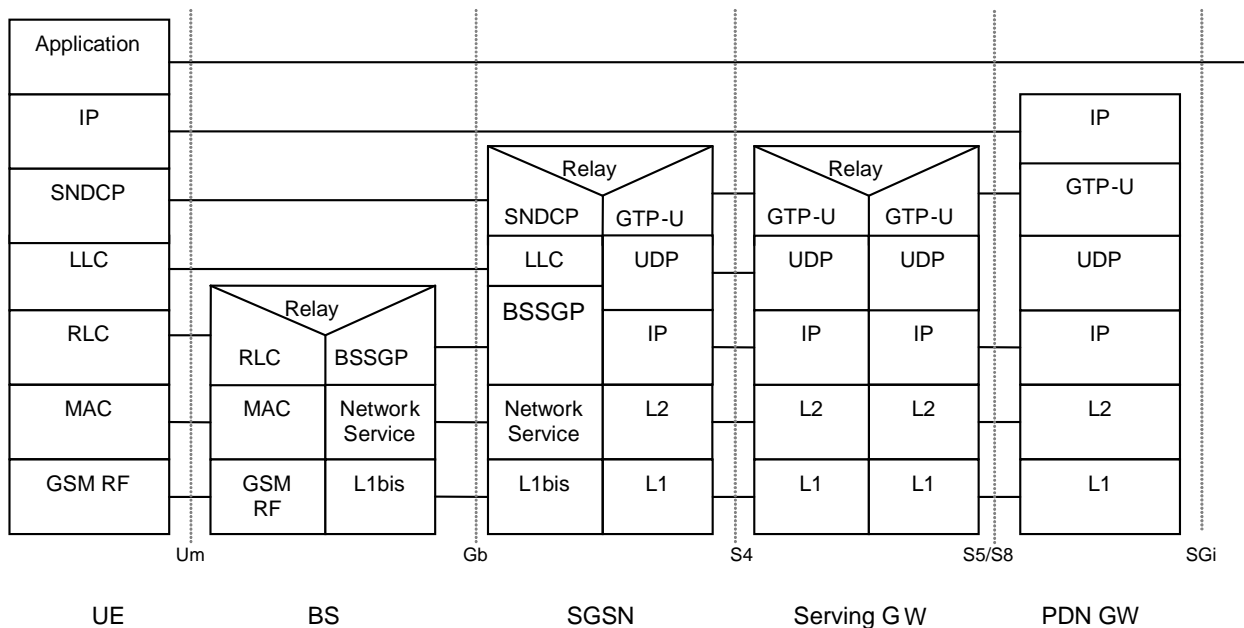 Application
IP
IP
Relay
Relay
SNDCP
GTP-U
SNDCP
GTP-U
GTP-U
GTP-U
LLC
LLC
UDP
UDP
UDP
UDP
Relay
BSSGP
RLC
IP
IP
IP
IP
RLC
BSSGP
MAC
MAC
Network
Service
Network
Service
L2
L2
L2
L2
GSM RF
GSM
RF
L1bis
L1bis
L1
L1
L1
L1
Um
Gb
S4
S5/S8
SGi
UE
BS
SGSN
Serving GW
PDN GW